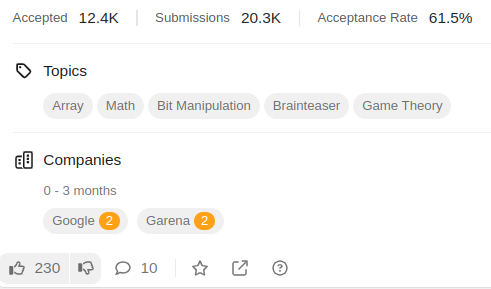 Accepted 12.4K Submissions 20.3K Acceptance Rate 61.5%
Topics
Array Math Bit Manipulation Brainteaser Game Theory
Companies
0 - 3 months
Google 2 Garena 2
230 10